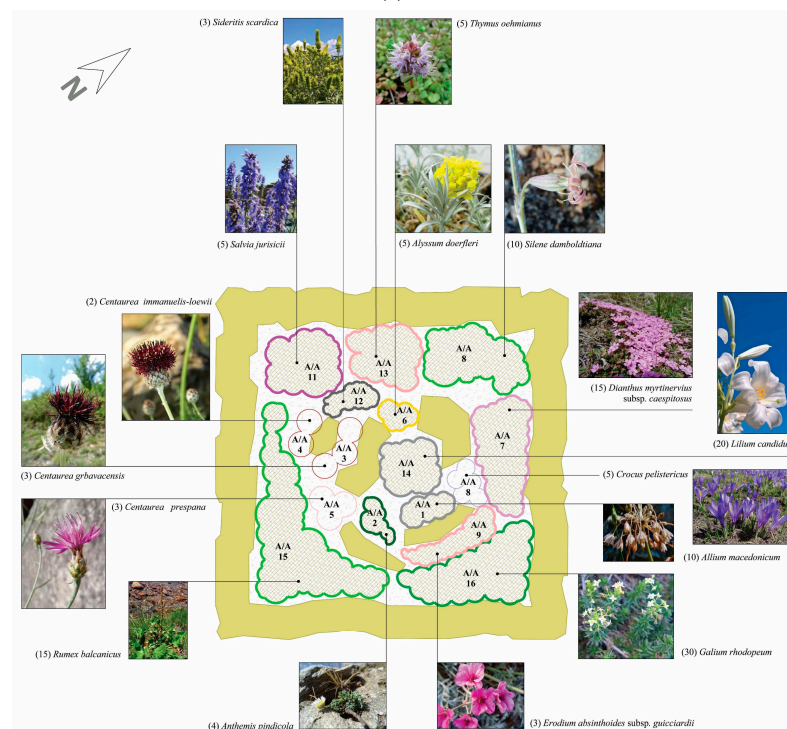 (3) Sideritis scardica
(5) Thymus oehmianus
N
(5) Salvia jurisicii
(5) Alyssum doerfleri
(10) Silene damboldtiana
(2) Centaurea immanuelis-loewii
A/A
11
A/A
13
A/A
8
(15) Dianthus myrtinervius
subsp. caespitosus
A/A
12
A/A
6
A/A
4
A/A
3
A/A
7
(20) Lilium candidu
A/A
14
(3) Centaurea grbavacensis
(5) Crocus pelistericus
A/A
8
(3) Centaurea prespana
A/A
5
A/A
2
A/A
1
A/A
9
(10) Allium macedonicum
A/A
15
A/A
16
(15) Rumex balcanicus
(30) Galium rhodopeum
(4) Anthemis pindicola
(3) Erodium absinthoides subsp. guicciardii